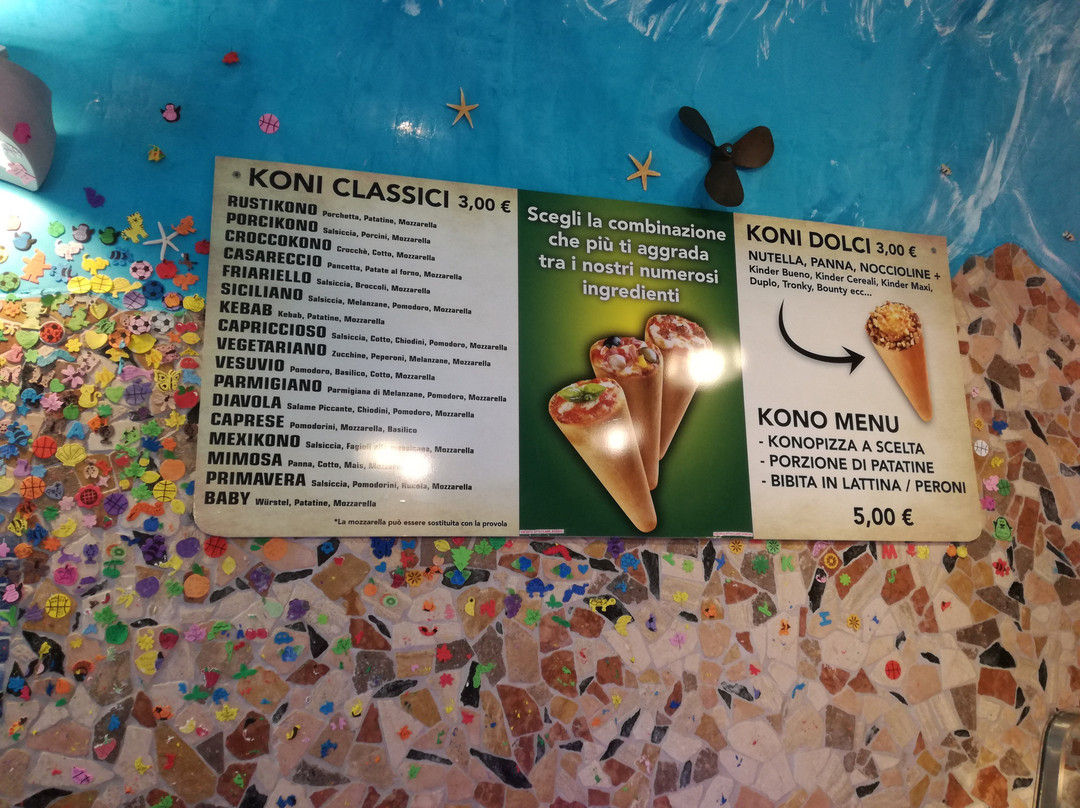 KONI CLASSICI 3,00 €
RUSTIKONO Porchetta, Patatine, Mozzarella
PORCIKONO Salsiccia, Porcini, Mozzarella
CROCCOKONO Crocchè, Cotto, Mozzarella
CASARECCIO Pancetta, Patate al forno, Mozzarella
FRIARIELLO Salsiccia, Broccoli, Mozzarella
SICILIANO Salsiccia, Melanzane, Pomodoro, Mozzarella
KEBAB Kebab, Patatine, Mozzarella
CAPRICCIOSO Salsiccia, Cotto, Chiodini, Pomodoro, Mozzarella
VEGETARIANO Zucchine, Peperoni, Melanzane, Mozzarella
VESUVIO Pomodoro, Basilico, Cotto, Mozzarella
PARMIGIANO Parmigiana di Melanzane, Pomodoro, Mozzarella
DIAVOLA Salame Piccante, Chiodini, Pomodoro, Mozzarella
CAPRESE Pomodorini, Mozzarella, Basilico
MEXIKONO Salsiccia, Fagioli Mozzarella
MIMOSA Panna, Cotto, Mais, Mozzarella
PRIMAVERA Salsiccia, Pomodorini, Rucola, Mozzarella
BABY Würstel, Patatine, Mozzarella
*La mozzarella può essere sostituita con la provola
Scegli la combinazione
che più ti aggrada
tra i nostri numerosi
ingredienti
KONI DOLCI 3,00 €
NUTELLA, PANNA, NOCCIOLINE +
Kinder Bueno, Kinder Cereali, Kinder Maxi,
Duplo, Tronky, Bounty ecc...
KONO MENU
- KONOPIZZA A SCELTA
- PORZIONE DI PATATINE
- BIBITA IN LATTINA / PERONI
5,00 €